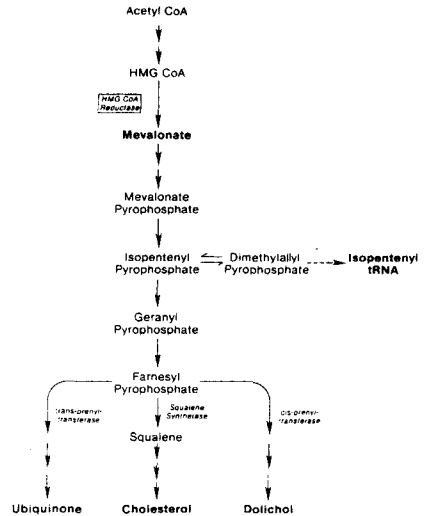 Acetyl CoA
HMG CoA
HMG CoA
Reductase
Mevalonate
Mevalonate
Pyrophosphate
Isopentenyl
Pyrophosphate
Dimethylallyl
Pyrophosphate
Isopentenyl
tRNA
Geranyl
Pyrophosphate
Farnesyl
Pyrophosphate
trans-prenyl-
transferase
Squalene
Synthetase
cis-prenyl-
transferase
Squalene
Ubiquinone
Cholesterol
Dolichol